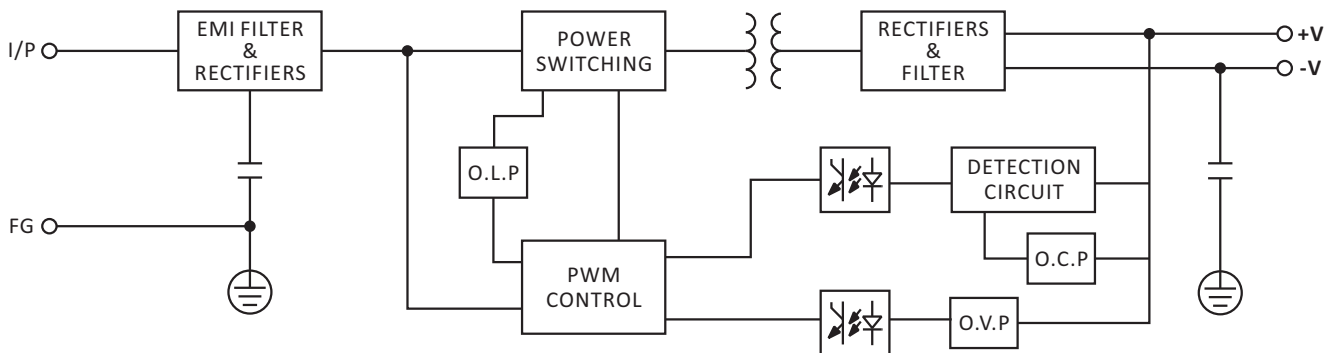 I/P
EMI FILTER
&
RECTIFIERS
POWER
SWITCHING
RECTIFIERS
&
FILTER
+V
-V
O.L.P
DETECTION
CIRCUIT
FG
O.C.P
PWM
CONTROL
O.V.P